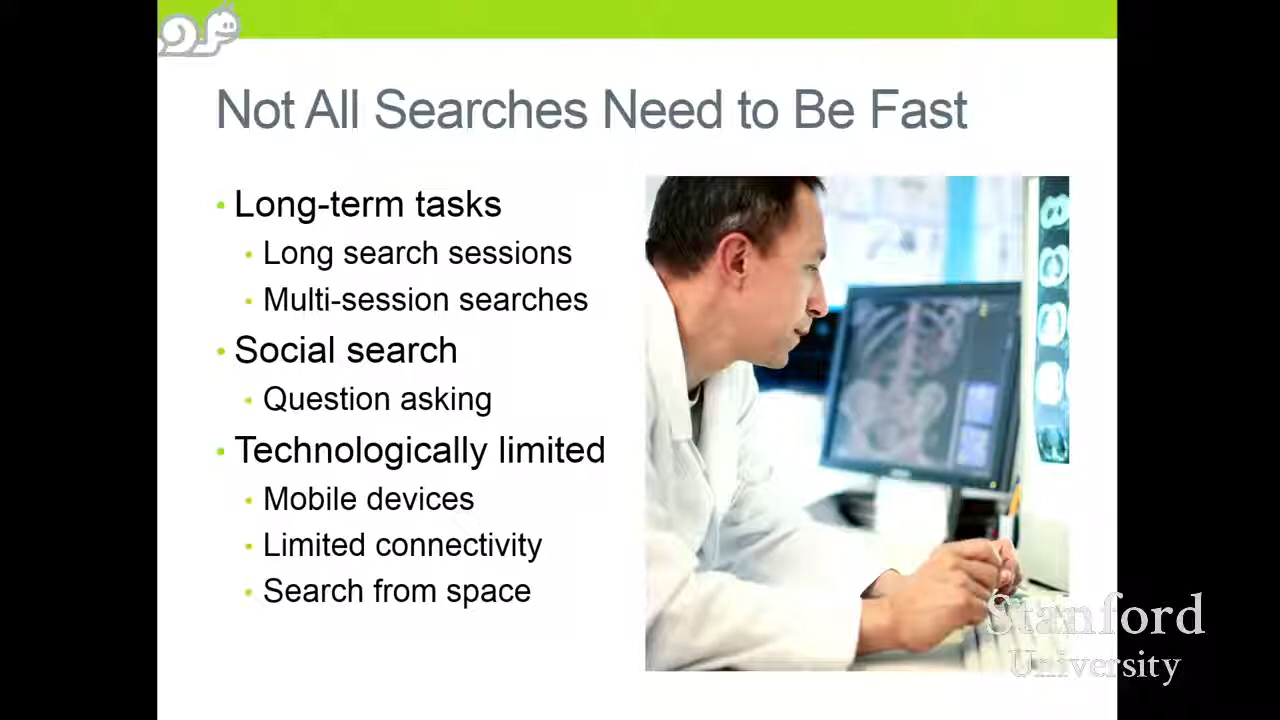 Not All Searches Need to Be Fast
Long-term tasks
Long search sessions
Multi-session searches
Social search
Question asking
Technologically limited
Mobile devices
Limited connectivity
Search from space
Stanford
University